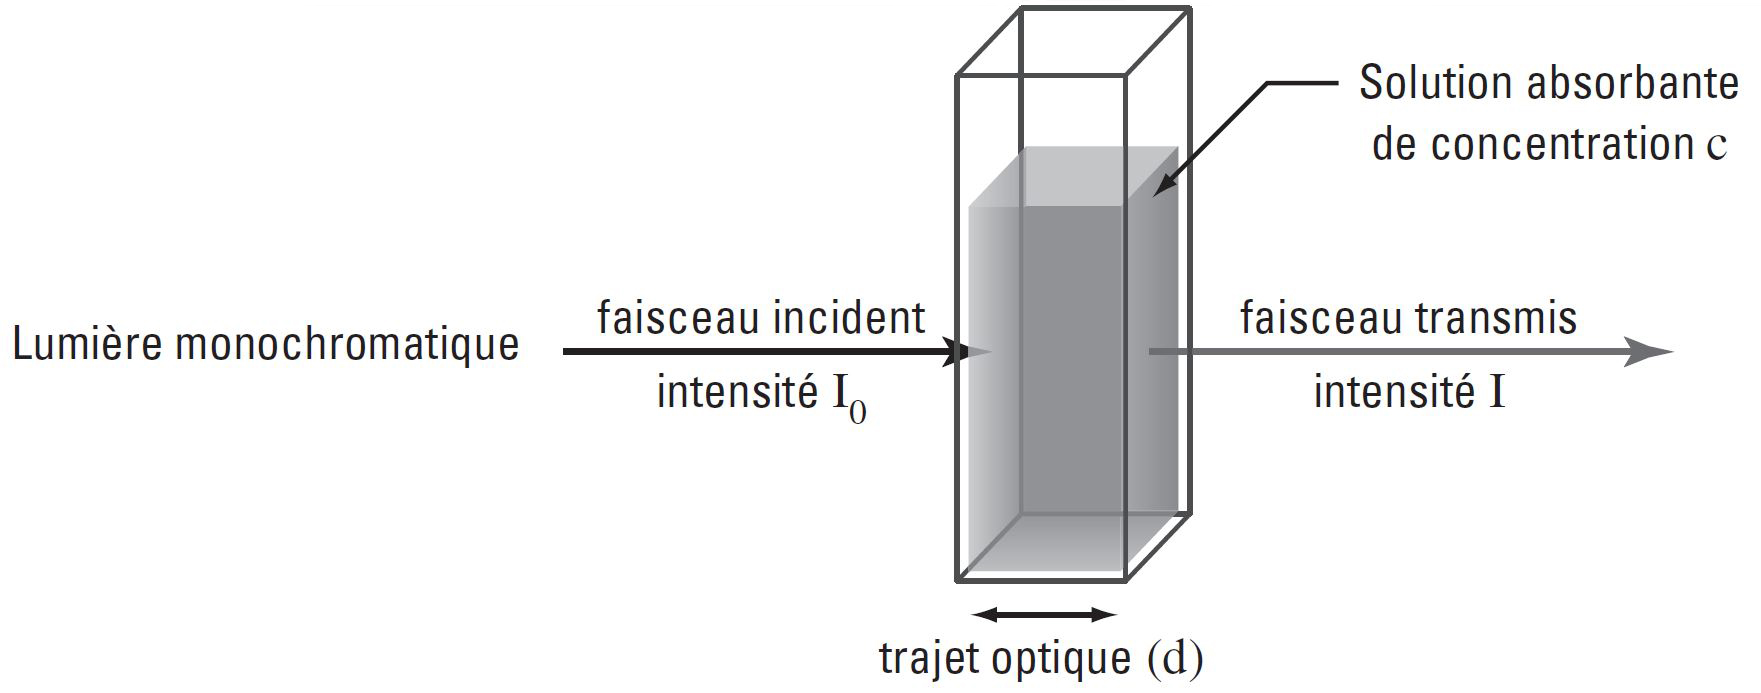 Solution absorbante
de concentration c
Lumière monochromatique
faisceau incident
intensité I₀
faisceau transmis
intensité I
trajet optique (d)